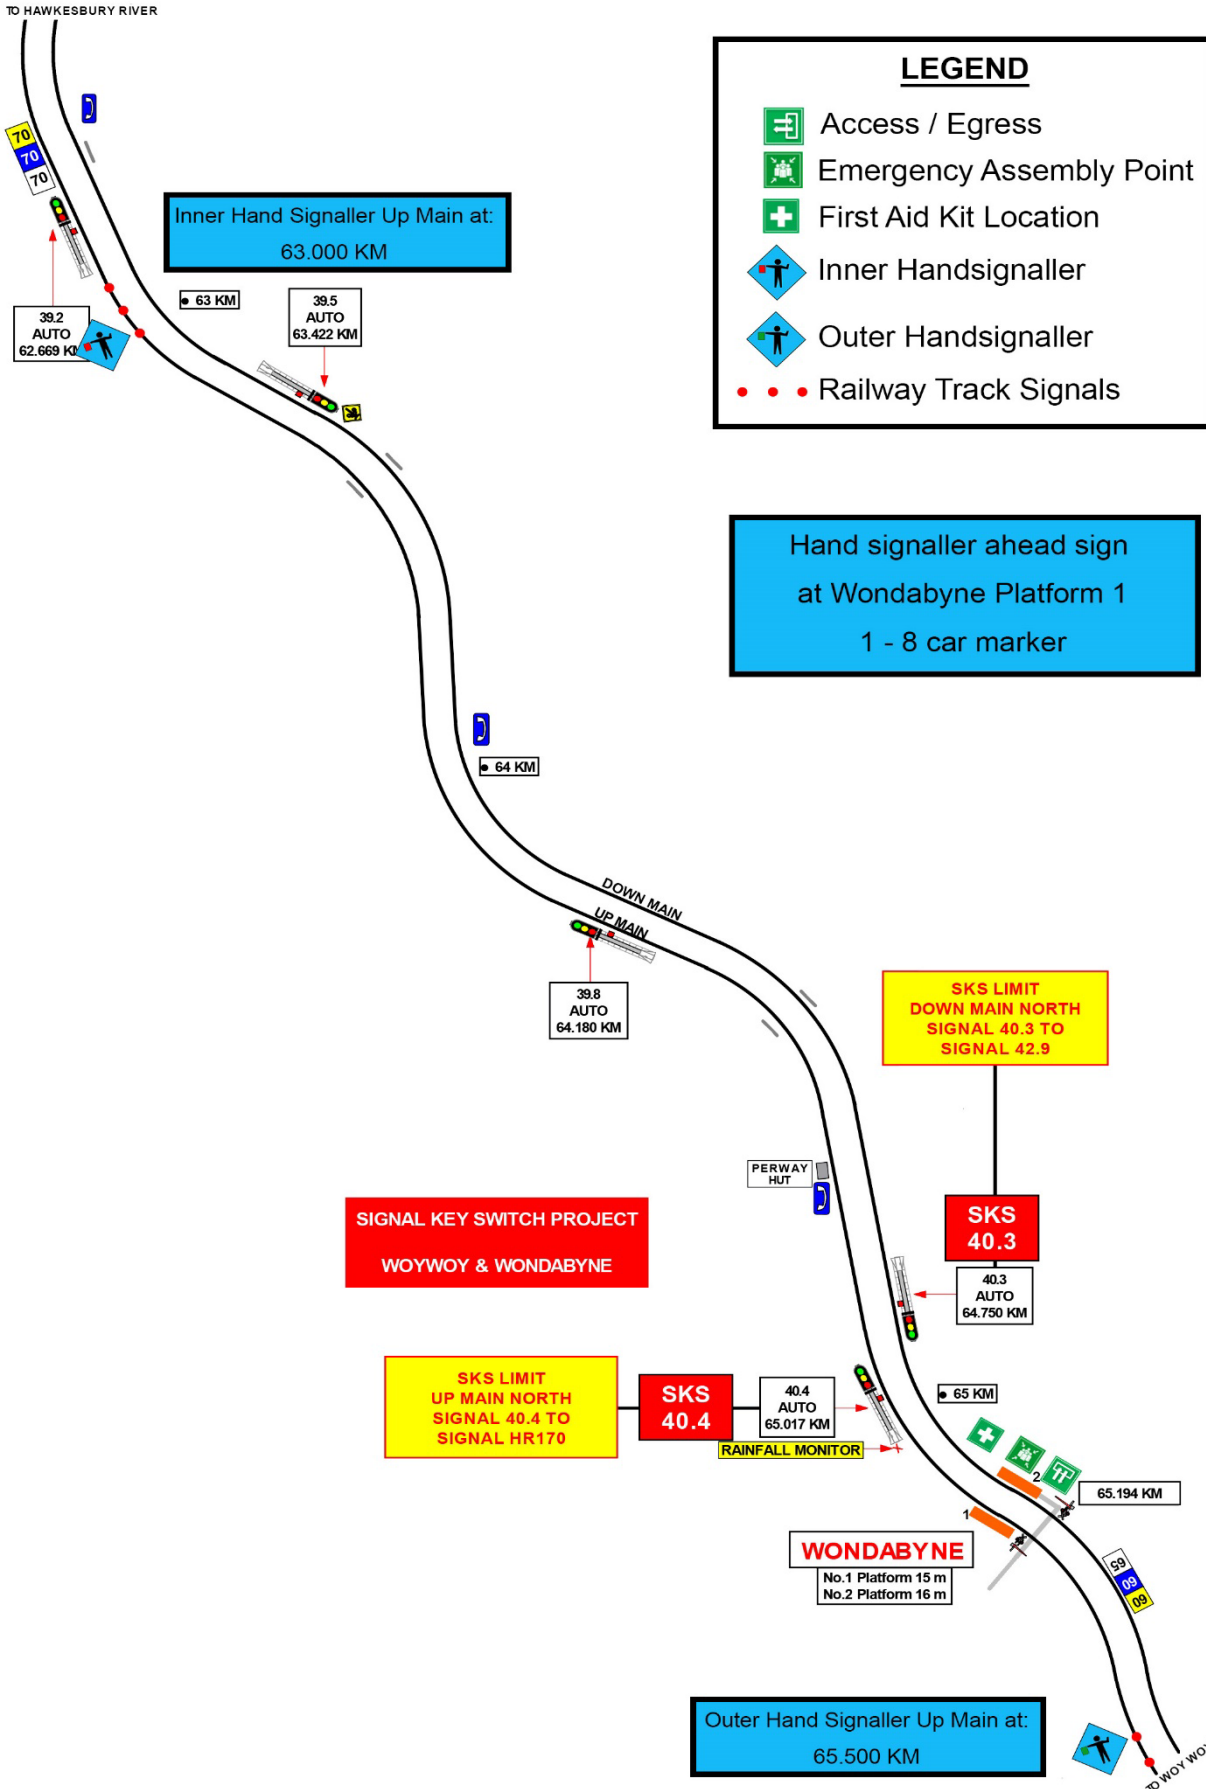 TO HAWKESBURY RIVER
LEGEND
Access / Egress
Emergency Assembly Point
First Aid Kit Location
Inner Handsignaller
Outer Handsignaller
Railway Track Signals
70
70
70
Inner Hand Signaller Up Main at:
63.000 KM
63 KM
39.2
AUTO
62.669 KM
39.5
AUTO
63.422 KM
Hand signaller ahead sign
at Wondabyne Platform 1
1 - 8 car marker
64 KM
DOWN MAIN
UP MAIN
39.8
AUTO
64.180 KM
SKS LIMIT
DOWN MAIN NORTH
SIGNAL 40.3 TO
SIGNAL 42.9
PERWAY
HUT
SKS
40.3
40.3
AUTO
64.750 KM
SIGNAL KEY SWITCH PROJECT
WOYWOY & WONDABYNE
SKS LIMIT
UP MAIN NORTH
SIGNAL 40.4 TO
SIGNAL HR170
SKS
40.4
40.4
AUTO
65.017 KM
RAINFALL MONITOR
65 KM
2
65.194 KM
1
WONDABYNE
No.1 Platform 15 m
No.2 Platform 16 m
65
60
60
Outer Hand Signaller Up Main at:
65.500 KM
TO WOY WOY